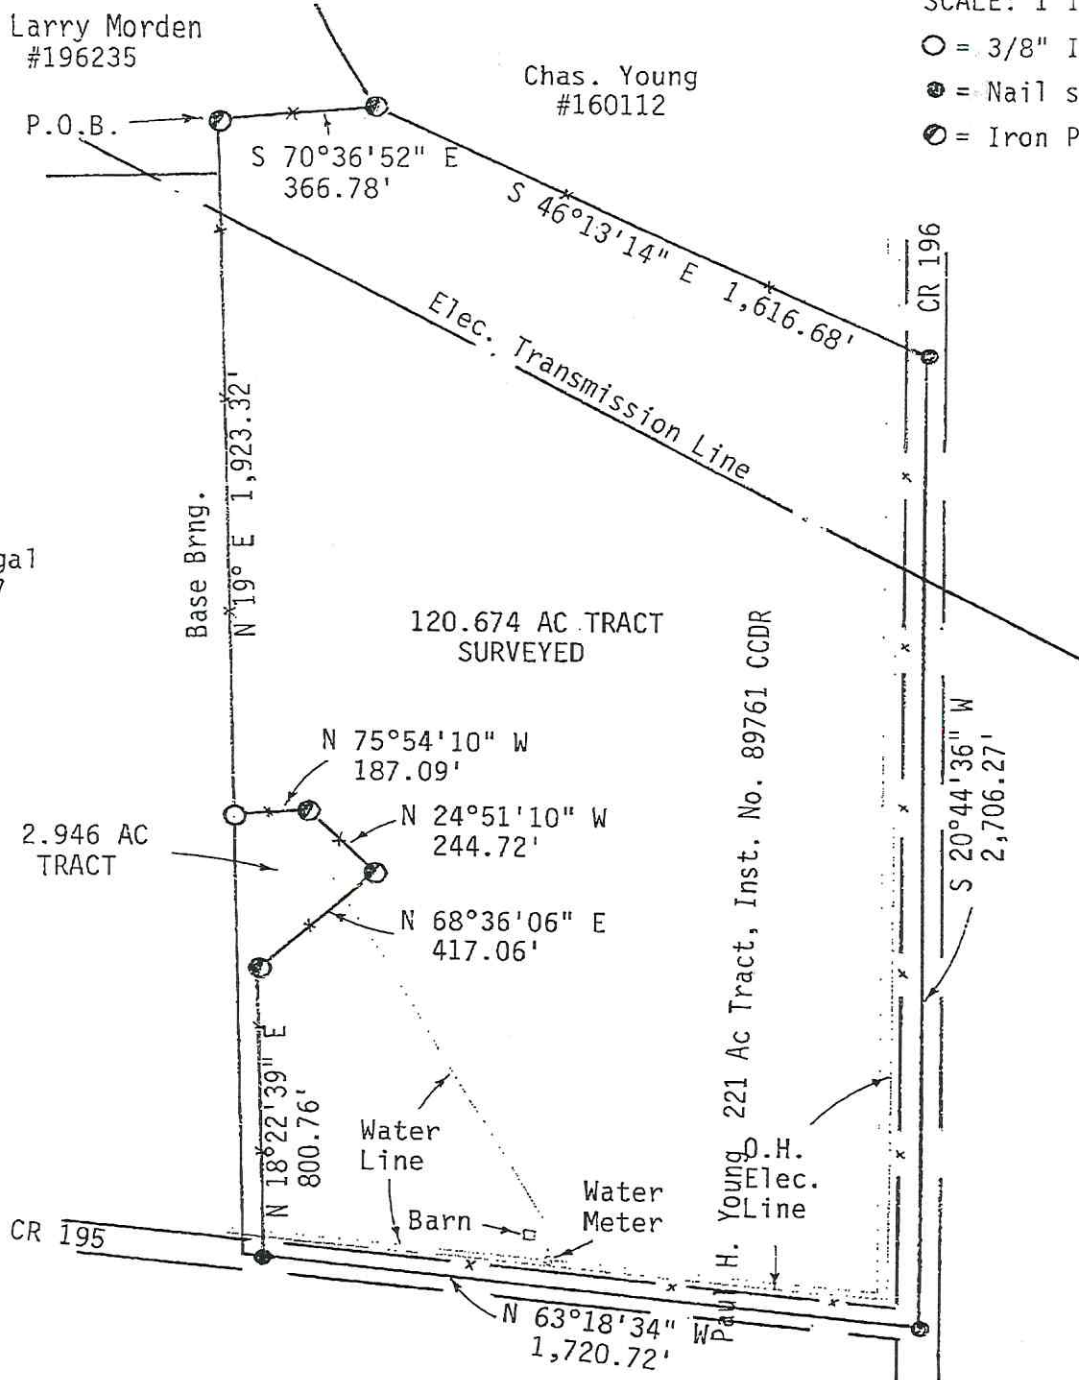 Larry Morden
#196235
SCALE: 1
O = 3/8" I
= Nail s
= Iron P
Chas. Young
#160112
P.O.B.
S 70°36'52" E
366.78'
S 46°13'14" E 1,616.68'
CR 196
Elec. Transmission Line
Base Brng.
N 19° E 1,923.32'
gal
7
120.674 AC TRACT
SURVEYED
N 75°54'10" W
187.09'
N 24°51'10" W
244.72'
2.946 AC
TRACT
N 68°36'06" E
417.06'
S 20°44'36" W
2,706.27'
Paul H. Young 221 Ac Tract, Inst. No. 89761 CCDR
N 18°22'39" E
800.76'
Water
Line
O.H.
Elec.
Line
Water
Meter
Barn
CR 195
N 63°18'34" W
1,720.72'